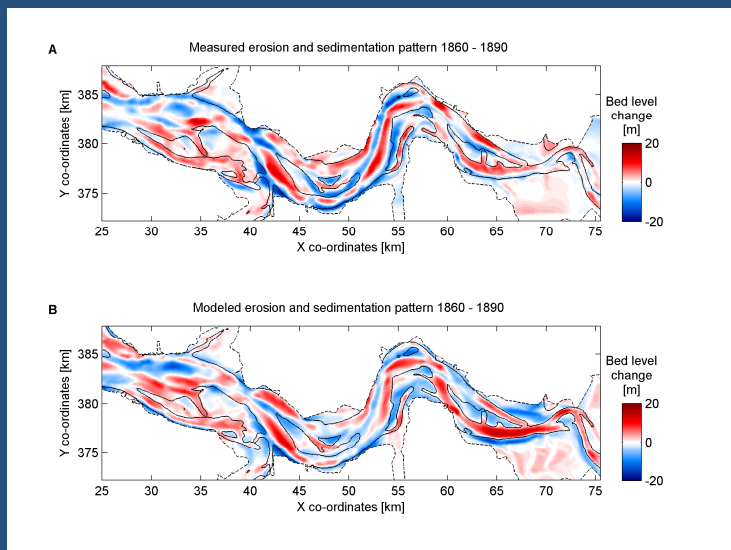 A
Measured erosion and sedimentation pattern 1860 - 1890
Y co-ordinates [km]
385
380
375
25 30 35 40 45 50 55 60 65 70 75
X co-ordinates [km]
Bed level
change
[m]
20
0
-20
B
Modeled erosion and sedimentation pattern 1860 - 1890
Y co-ordinates [km]
385
380
375
25 30 35 40 45 50 55 60 65 70 75
X co-ordinates [km]
Bed level
change
[m]
20
0
-20